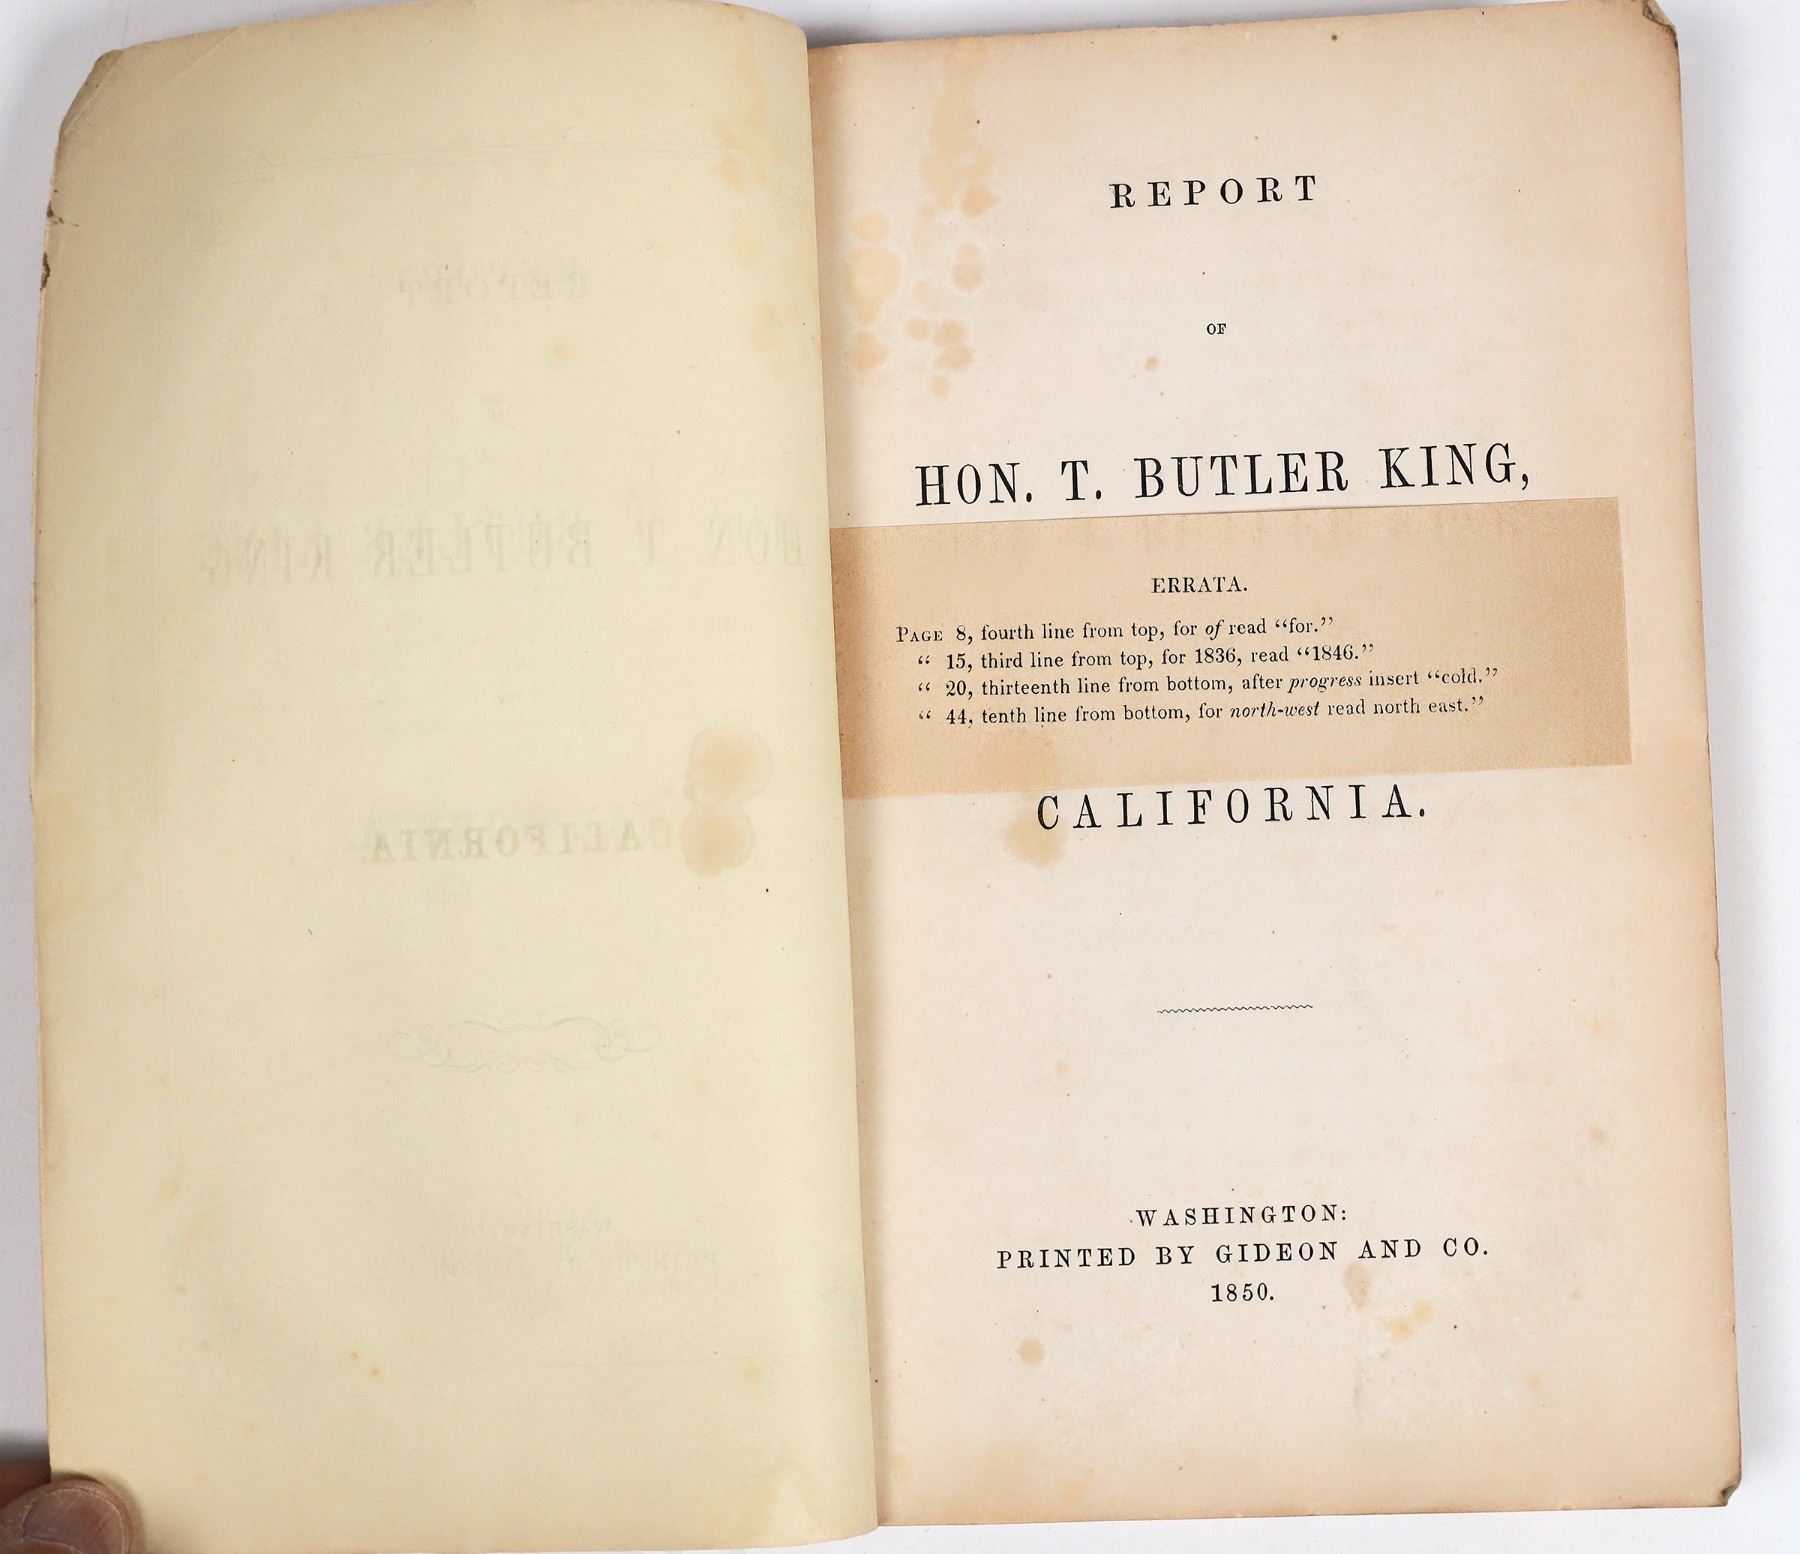 REPORT
OF
HON. T. BUTLER KING,
ERRATA.
PAGE 8, fourth line from top, for of read “for.”
“ 15, third line from top, for 1836, read “1846.”
“ 20, thirteenth line from bottom, after progress insert “cold.”
“ 44, tenth line from bottom, for north-west read north east.”
CALIFORNIA.
WASHINGTON:
PRINTED BY GIDEON AND CO.
1850.